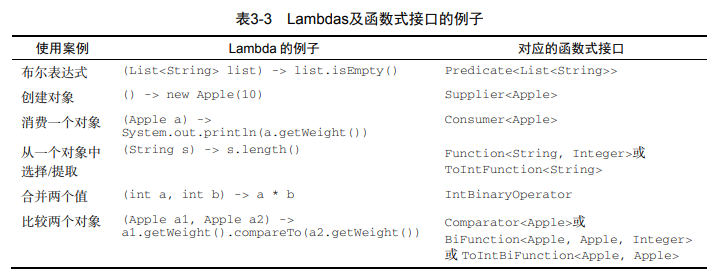 表3-3 Lambdas及函数式接口的例子
使用案例 Lambda 的例子 对应的函数式接口
布尔表达式 (List<String> list) -> list.isEmpty() Predicate<List<String>>
创建对象 () -> new Apple(10) Supplier<Apple>
消费一个对象 (Apple a) -> Consumer<Apple>
System.out.println(a.getWeight())
从一个对象中 (String s) -> s.length() Function<String, Integer>或
选择/提取 ToIntFunction<String>
合并两个值 (int a, int b) -> a * b IntBinaryOperator
比较两个对象 (Apple a1, Apple a2) -> Comparator<Apple>或
a1.getWeight().compareTo(a2.getWeight()) BiFunction<Apple, Apple, Integer>
或 ToIntBiFunction<Apple, Apple>